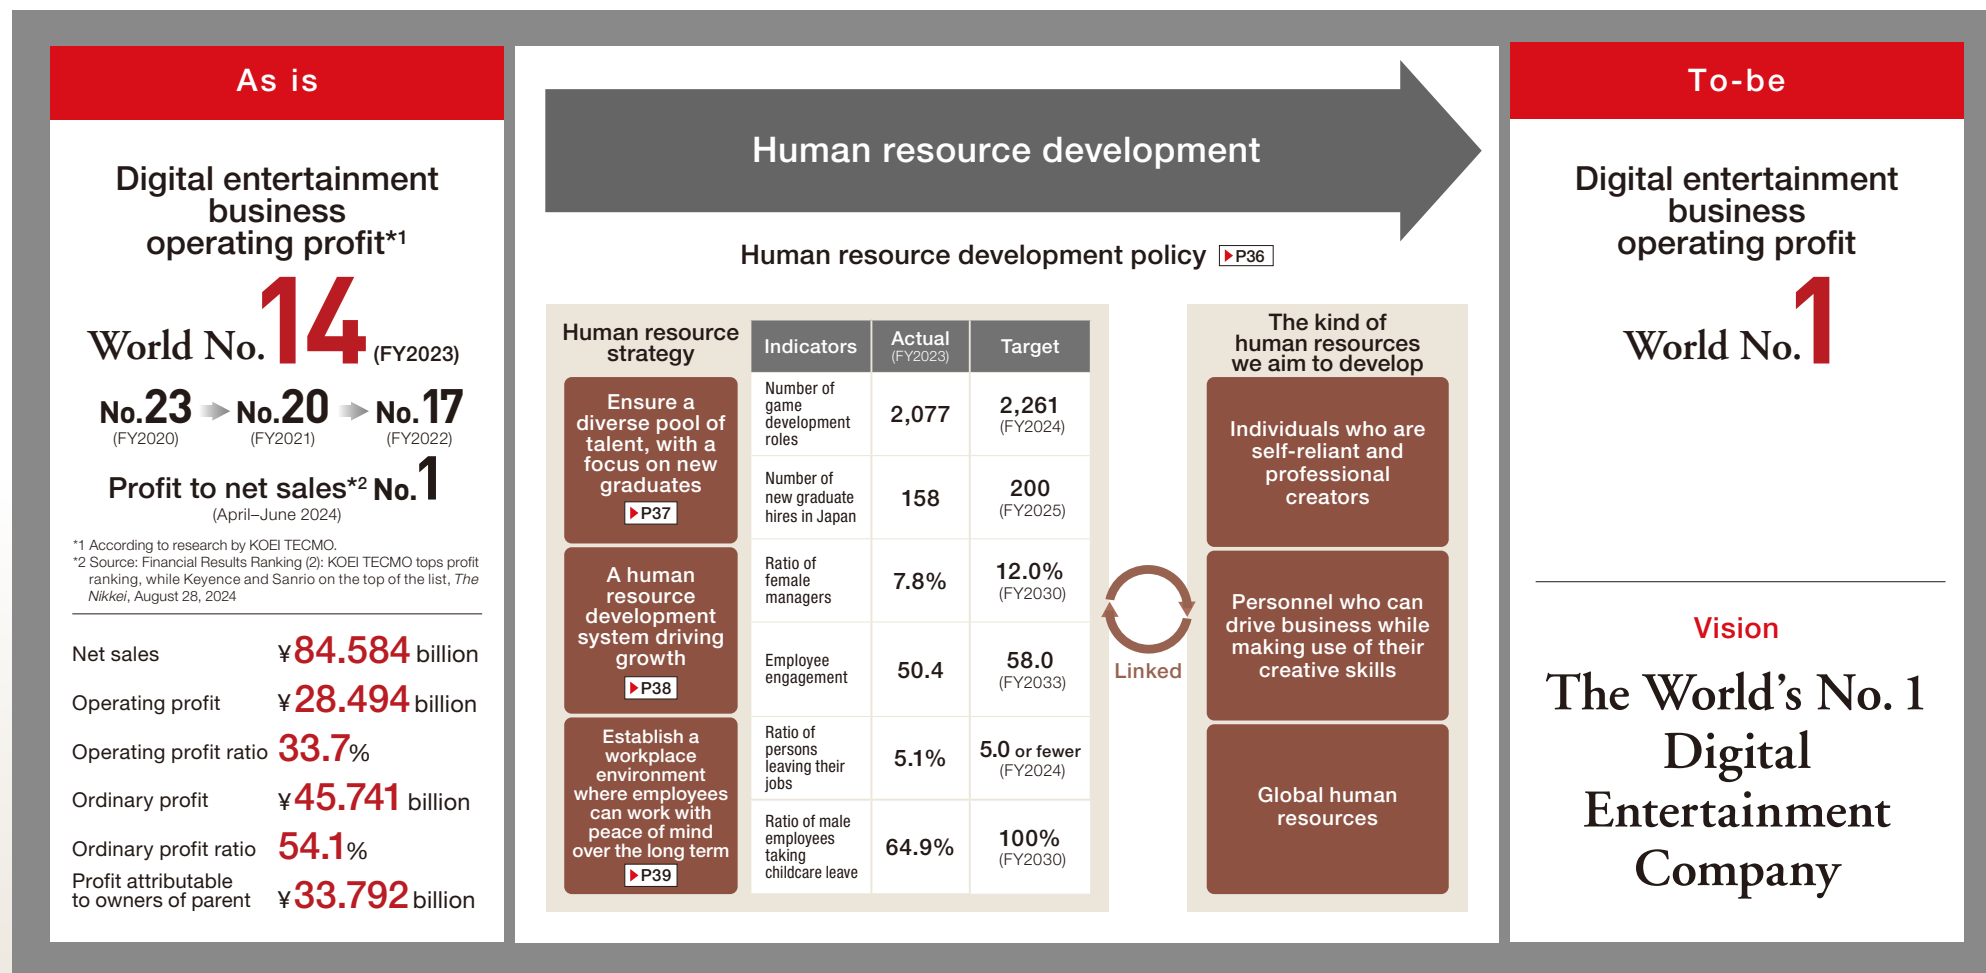 As is
Digital entertainment
business
operating profit*1
World No.14 (FY2023)
No.23 No.20 No.17
(FY2020) (FY2021) (FY2022)
Profit to net sales*2 No.1
(April–June 2024)
*1 According to research by KOEI TECMO.
*2 Source: Financial Results Ranking (2): KOEI TECMO tops profit
ranking, while Keyence and Sanrio on the top of the list, The
Nikkei, August 28, 2024
Net sales ¥84.584 billion
Operating profit ¥28.494 billion
Operating profit ratio 33.7%
Ordinary profit ¥45.741 billion
Ordinary profit ratio 54.1%
Profit attributable
to owners of parent ¥33.792 billion
Human resource development
Human resource development policy P36
Human resource
strategy
Ensure a
diverse pool of
talent, with a
focus on new
graduates
P37
A human
resource
development
system driving
growth
P38
Establish a
workplace
environment
where employees
can work with
peace of mind
over the long term
P39
Indicators
Actual
(FY2023)
Target
Number of
game
development
roles
2,077
2,261
(FY2024)
Number of
new graduate
hires in Japan
158
200
(FY2025)
Ratio of
female
managers
7.8%
12.0%
(FY2030)
Employee
engagement
50.4
58.0
(FY2033)
Ratio of
persons
leaving their
jobs
5.1%
5.0 or fewer
(FY2024)
Ratio of male
employees
taking
childcare leave
64.9%
100%
(FY2030)
Linked
The kind of
human resources
we aim to develop
Individuals who are
self-reliant and
professional
creators
Personnel who can
drive business while
making use of their
creative skills
Global human
resources
To-be
Digital entertainment
business
operating profit
World No.1
Vision
The World's No. 1
Digital
Entertainment
Company